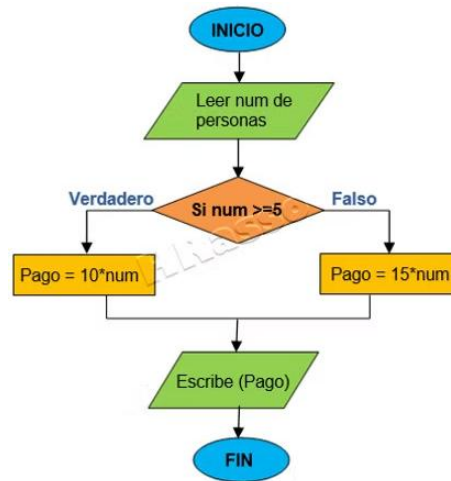 INICIO
Leer num de
personas
Verdadero
Si num >=5
Falso
Pago = 10*num
Pago = 15*num
Escribe (Pago)
FIN